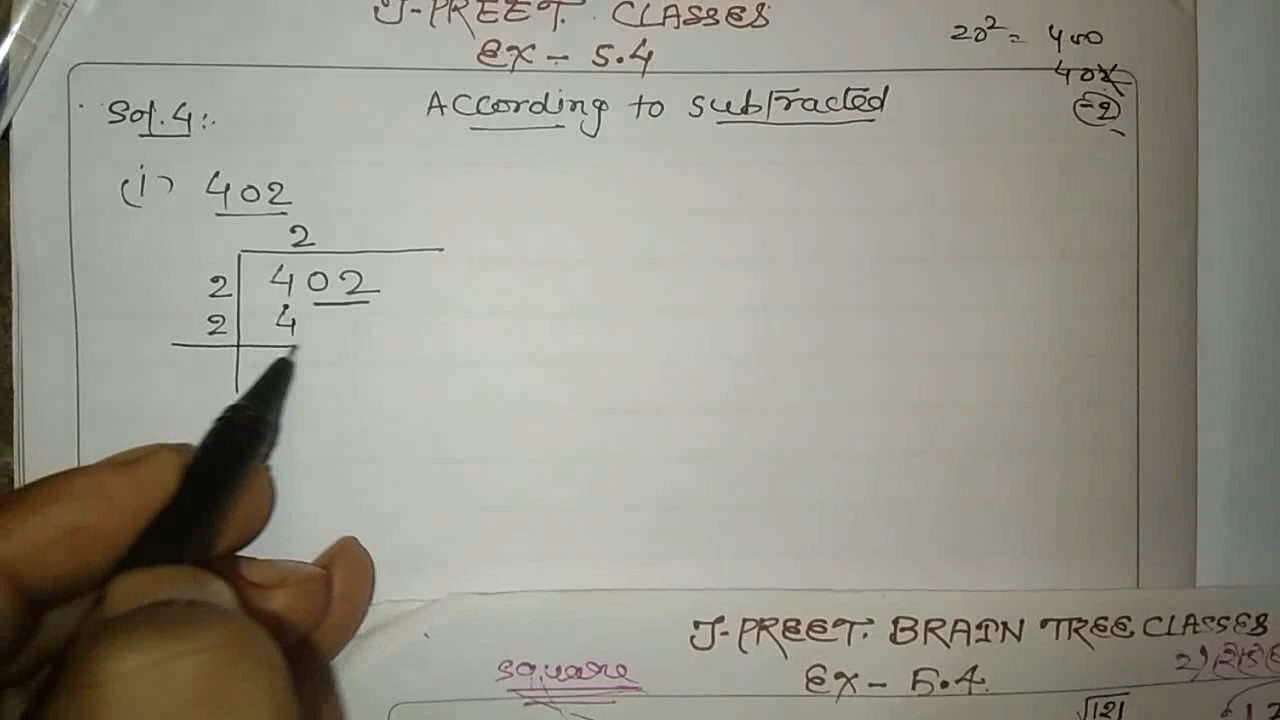 J-PREET. CLASSES
EX - 5.4
20² = 400
402
-2
Sol. 4:.
According to subtracted
(i) 402
2
2 402
2 4
J-PREET. BRAIN TREE CLASSES
square
EX - 5.4.
√121